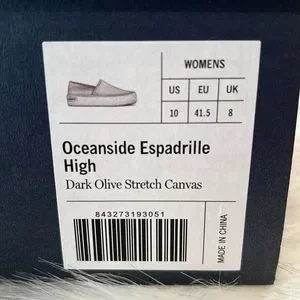 WOMENS
US EU UK
10 41.5 8
Oceanside Espadrille
High
Dark Olive Stretch Canvas
843273193051
MADE IN CHINA